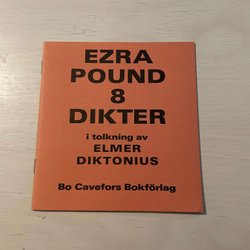 EZRA
POUND
8
DIKTER
i tolkning av
ELMER
DIKTONIUS
Bo Cavefors Bokförlag